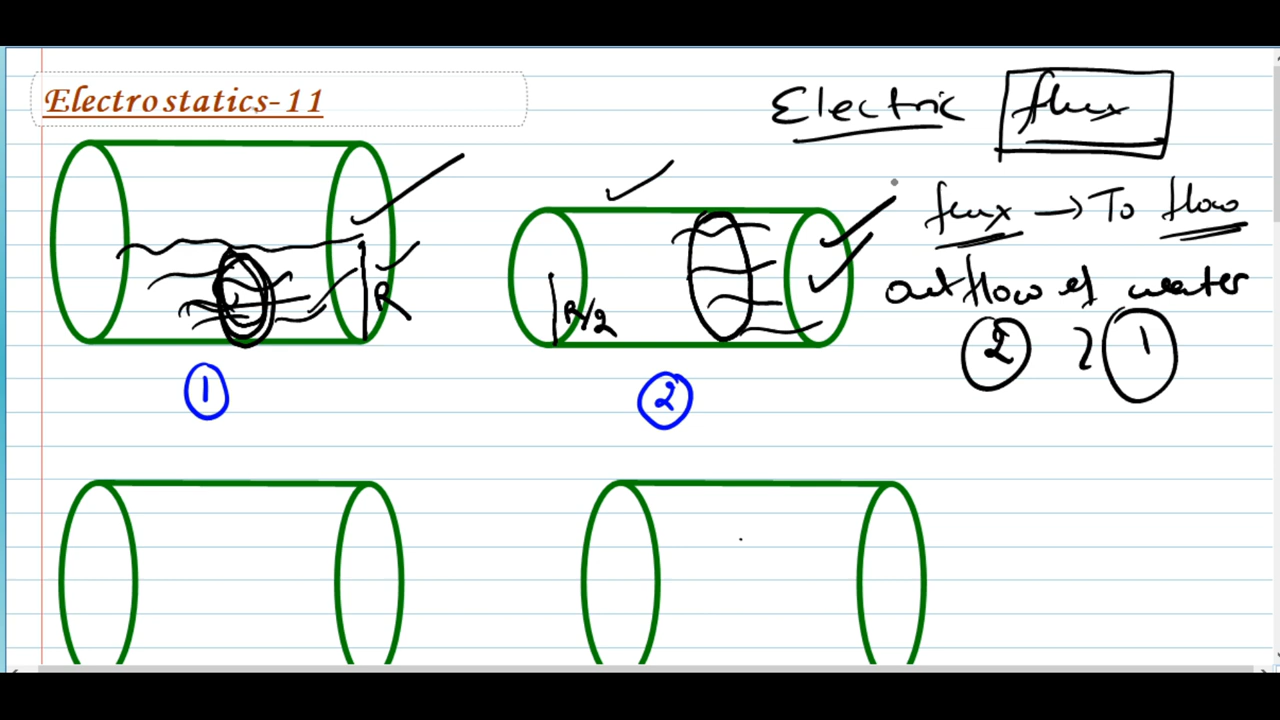 Electrostatics-11
Electric flux
flux → To flow
outflow of water
② > ①
R
R/2
①
②